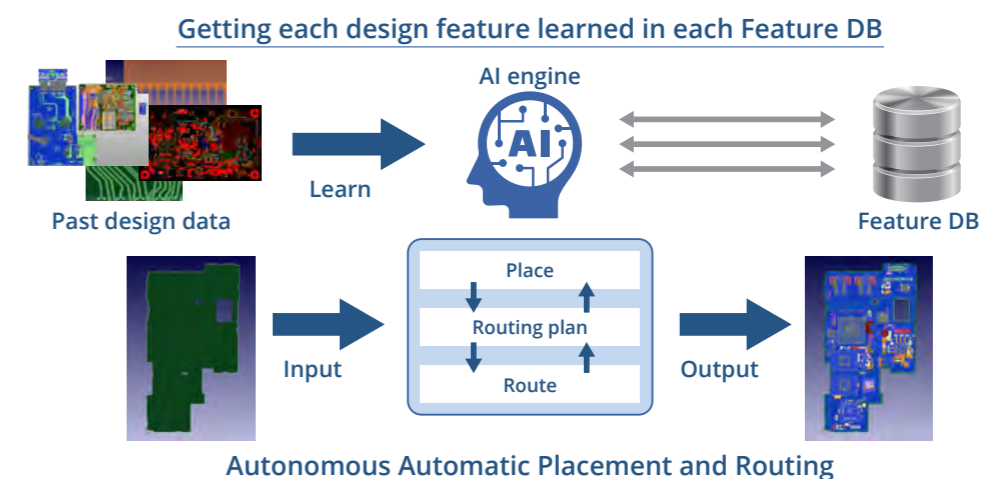 Getting each design feature learned in each Feature DB
AI engine
AI
Learn
Past design data
Feature DB
Place
Routing plan
Route
Input
Output
Autonomous Automatic Placement and Routing